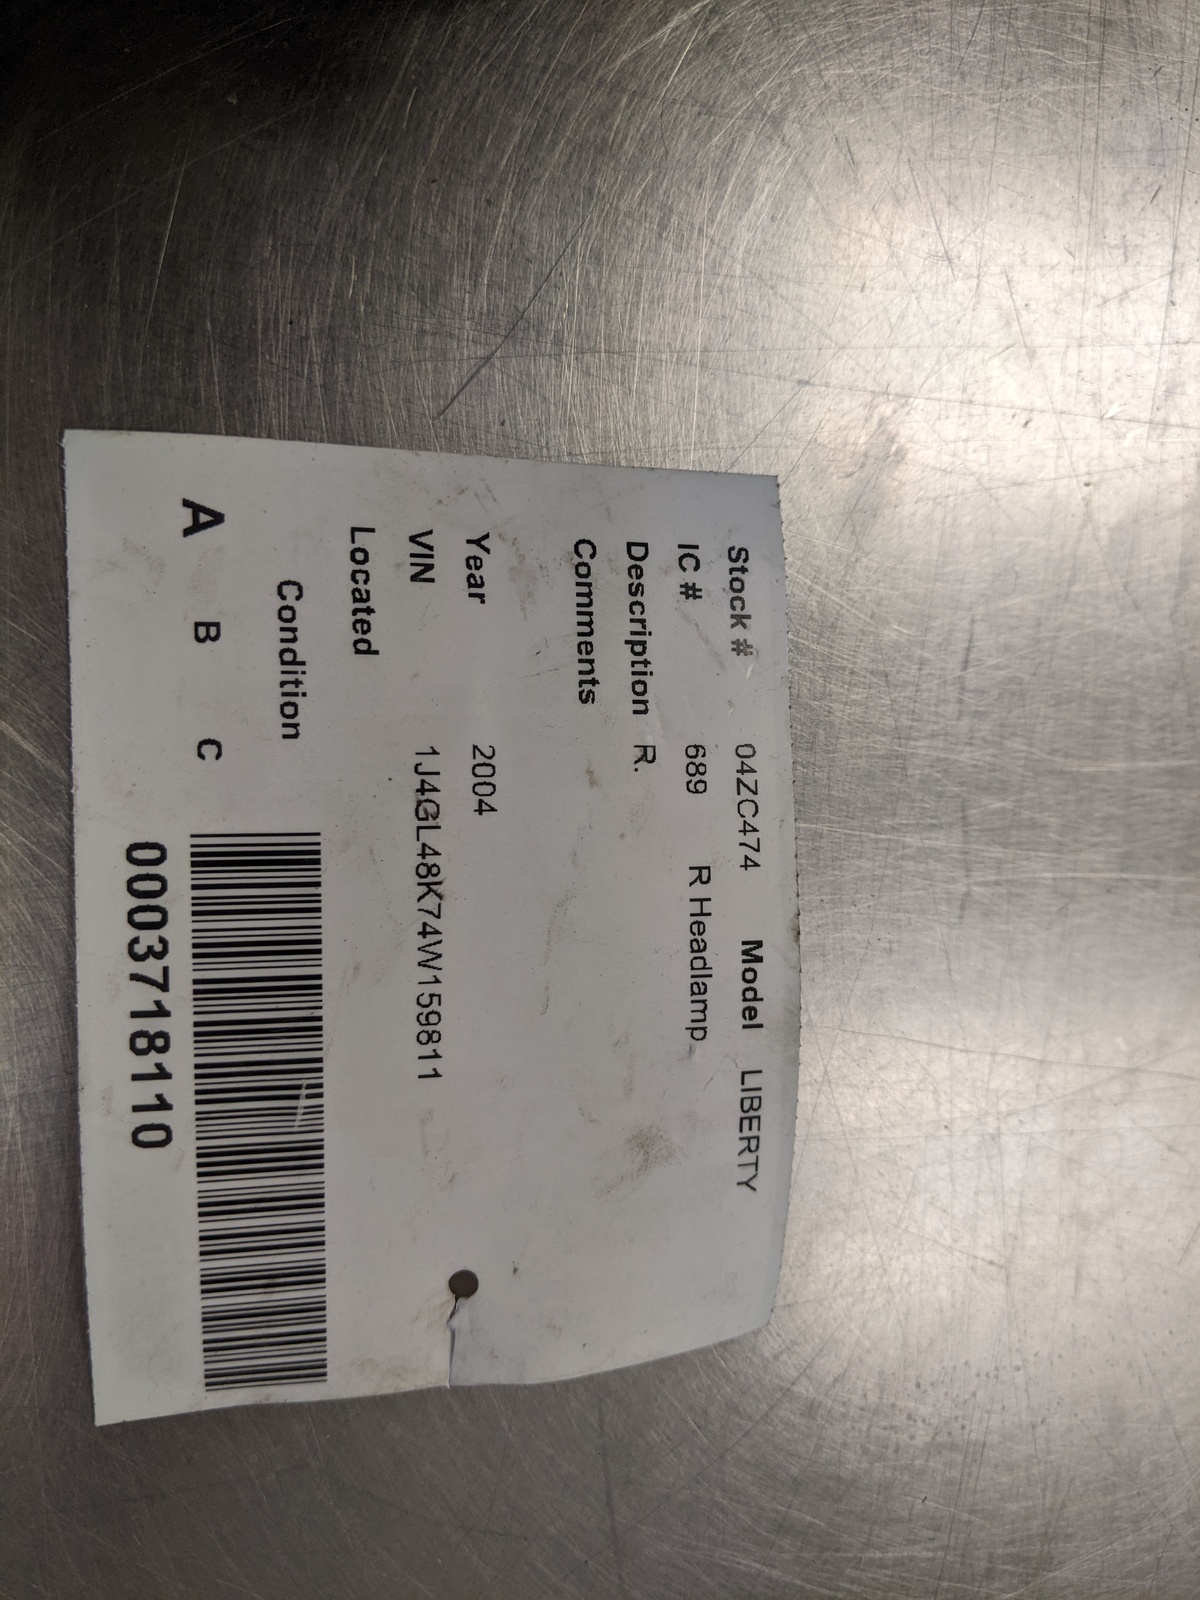 Stock # 04ZC474 Model LIBERTY
IC # 689 R Headlamp
Description R.
Comments
Year 2004
VIN 1J4GL48K74W159811
Located
Condition
A B C
0003718110